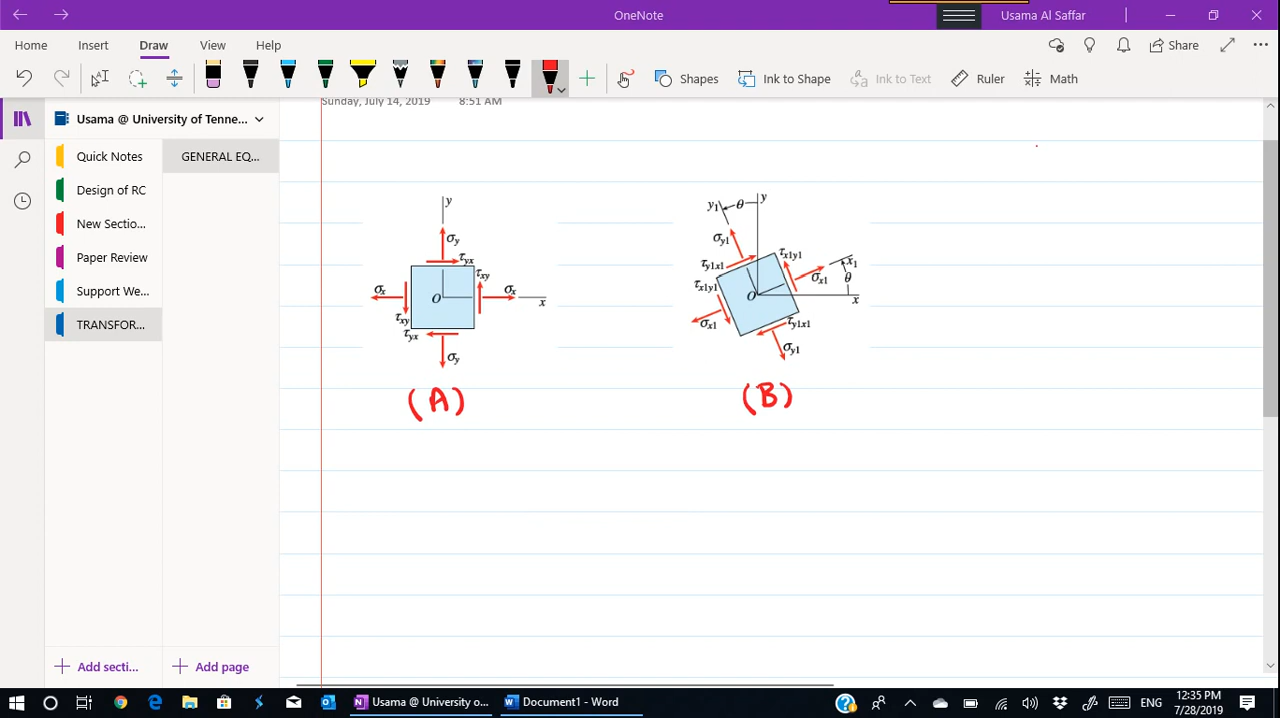 OneNote
Usama Al Saffar
Home Insert Draw View Help
Share
Shapes
Ink to Shape
Ink to Text
Ruler
Math
Sunday, July 14, 2019 8:51 AM
Usama @ University of Tenne...
Quick Notes
Design of RC
New Sectio...
Paper Review
Support We...
TRANSFOR...
GENERAL EQ...
y
σy
τyx
τxy
σx
O
σx
x
τxy
τyx
σy
(A)
y1
θ
y
σy1
τx1y1
τy1x1
x1
σx1
θ
τx1y1
O
x
σx1
τy1x1
σy1
(B)
Add secti...
Add page
Usama @ University o...
Document1 - Word
ENG
12:35 PM
7/28/2019